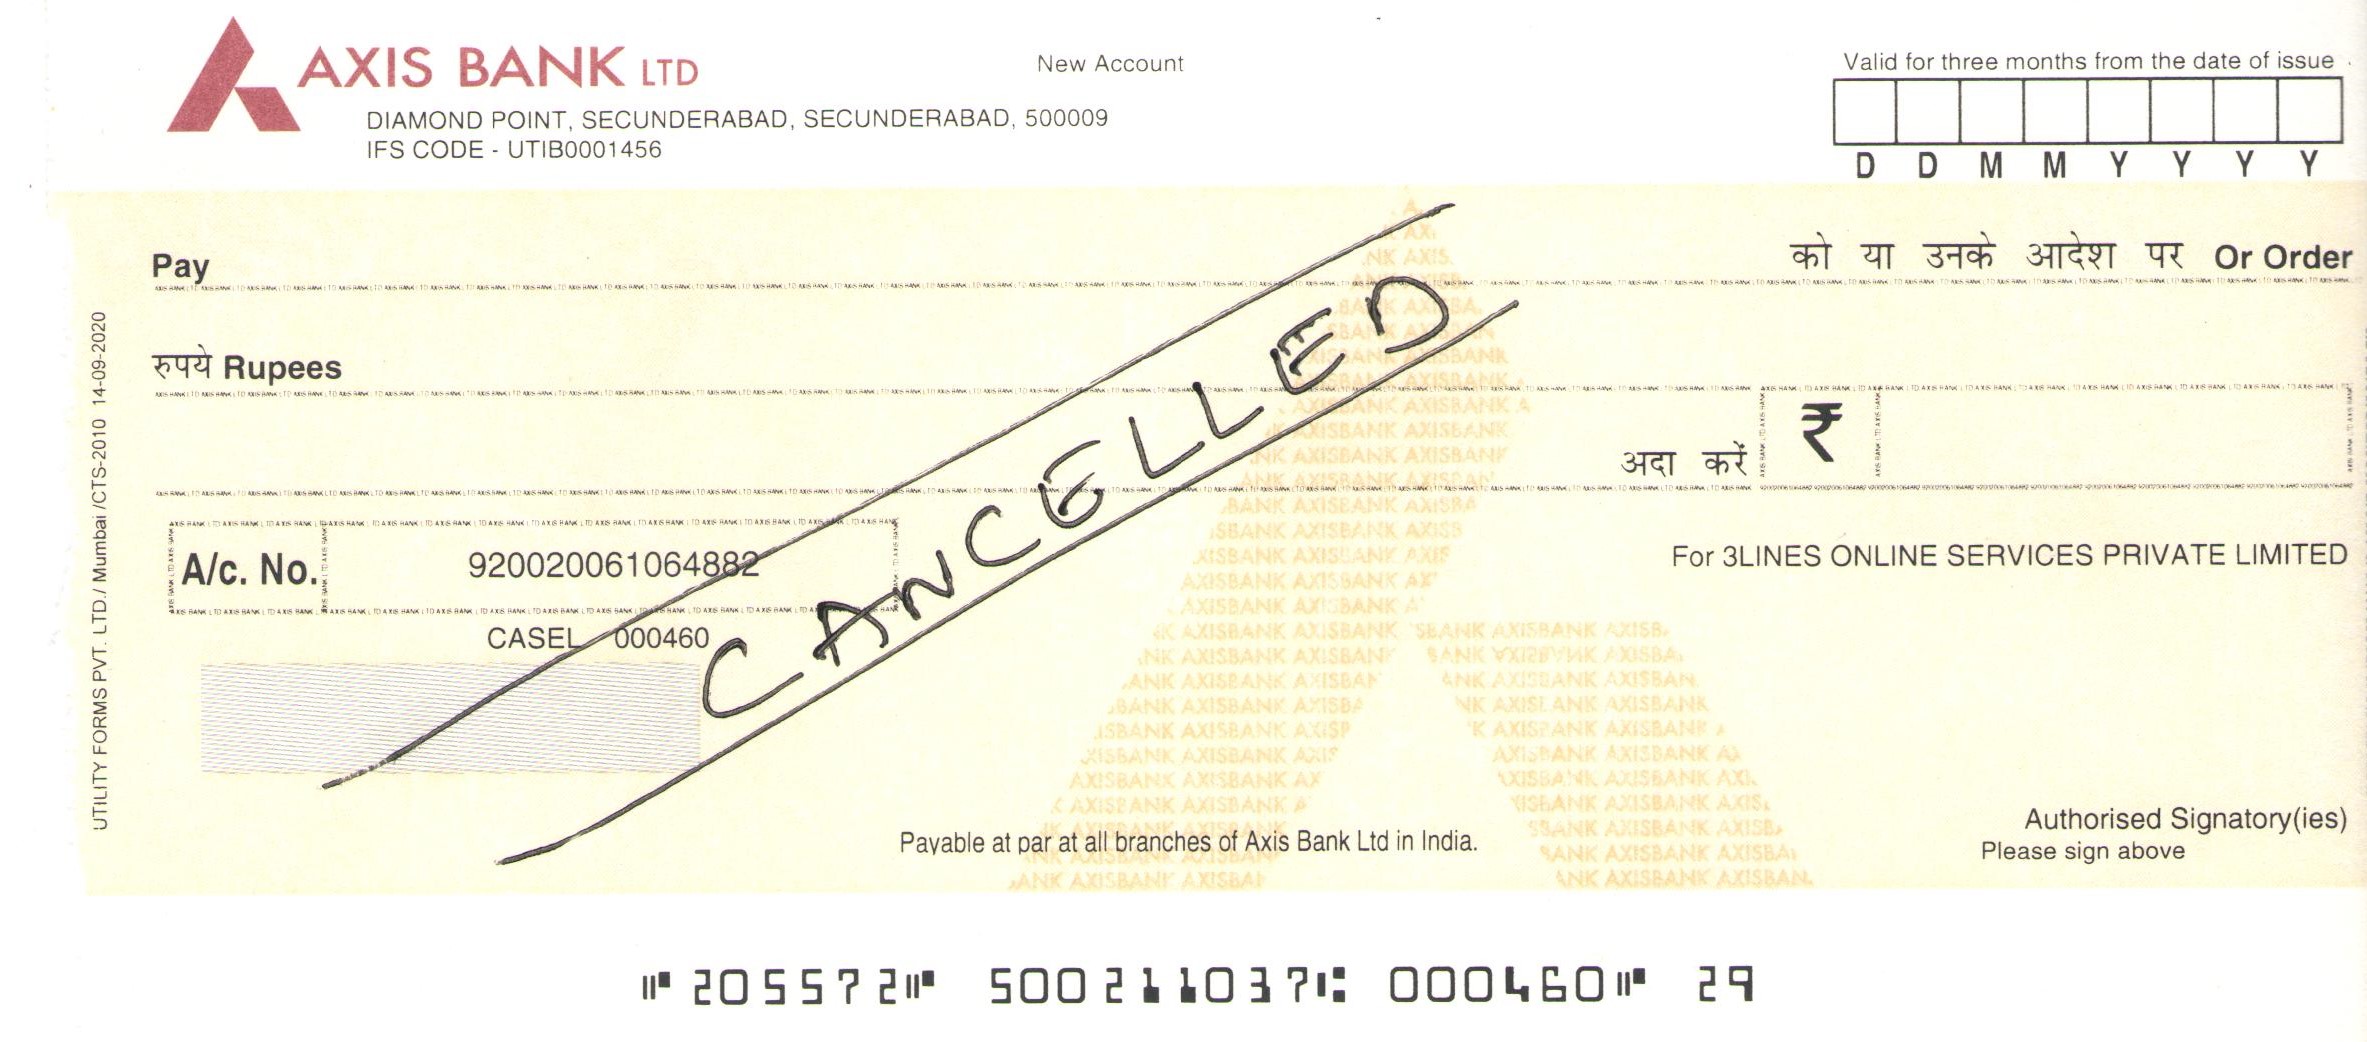 AXIS BANK LTD
New Account
DIAMOND POINT, SECUNDERABAD, SECUNDERABAD, 500009
IFS CODE - UTIB0001456
Valid for three months from the date of issue
D D M M Y Y Y Y
Pay
को या उनके आदेश पर Or Order
रुपये Rupees
अदा करें ₹
A/c. No. 920020061064882
CASEL 000460
CANCELLED
For 3LINES ONLINE SERVICES PRIVATE LIMITED
Payable at par at all branches of Axis Bank Ltd in India.
Authorised Signatory(ies)
Please sign above
UTILITY FORMS PVT. LTD./ Mumbai /CTS-2010 14-09-2020
⑈205572⑈ 500211037⑆ 000460⑈ 29